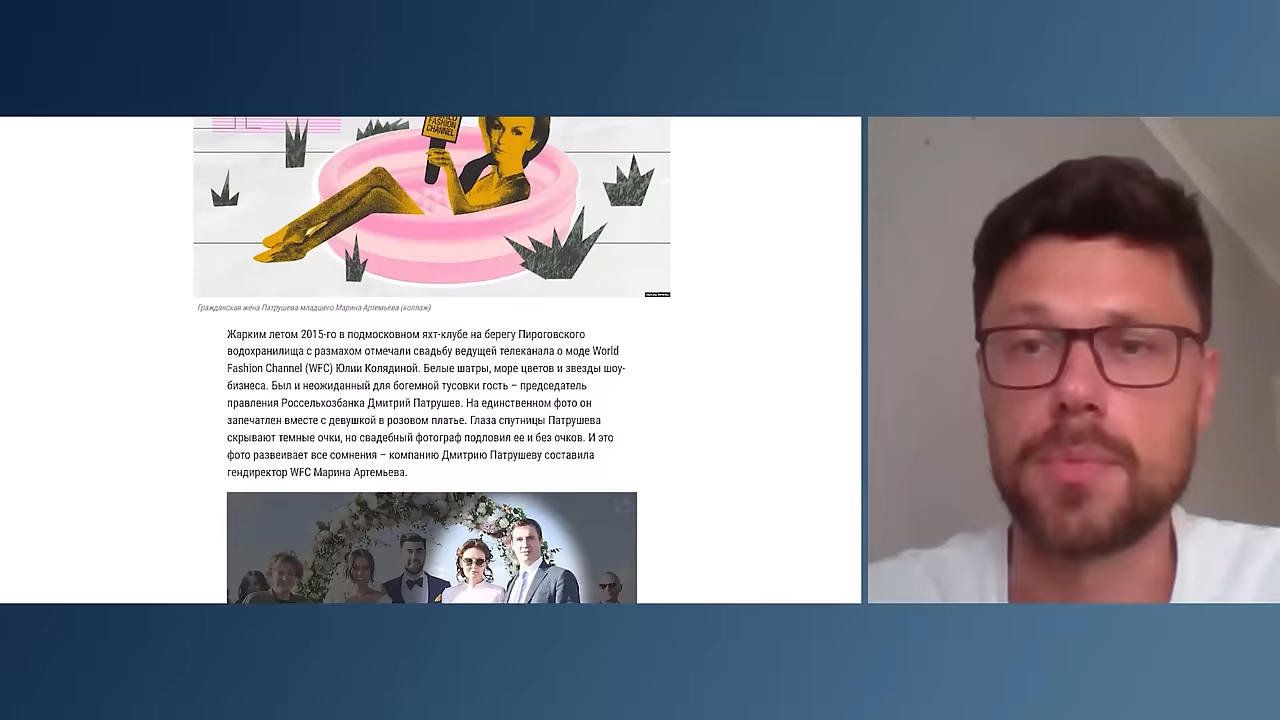 FASHION
CHANNEL
Гражданская жена Патрушева-младшего Марина Артемьева (коллаж)
Жарким летом 2015-го в подмосковном яхт-клубе на берегу Пироговского
водохранилища с размахом отмечали свадьбу ведущей телеканала о моде World
Fashion Channel (WFC) Юлии Колядиной. Белые шатры, море цветов и звезды шоу-
бизнеса. Был и неожиданный для богемной тусовки гость – председатель
правления Россельхозбанка Дмитрий Патрушев. На единственном фото он
запечатлен вместе с девушкой в розовом платье. Глаза спутницы Патрушева
скрывают темные очки, но свадебный фотограф подловил ее и без очков. И это
фото развеивает все сомнения – компанию Дмитрию Патрушеву составила
гендиректор WFC Марина Артемьева.